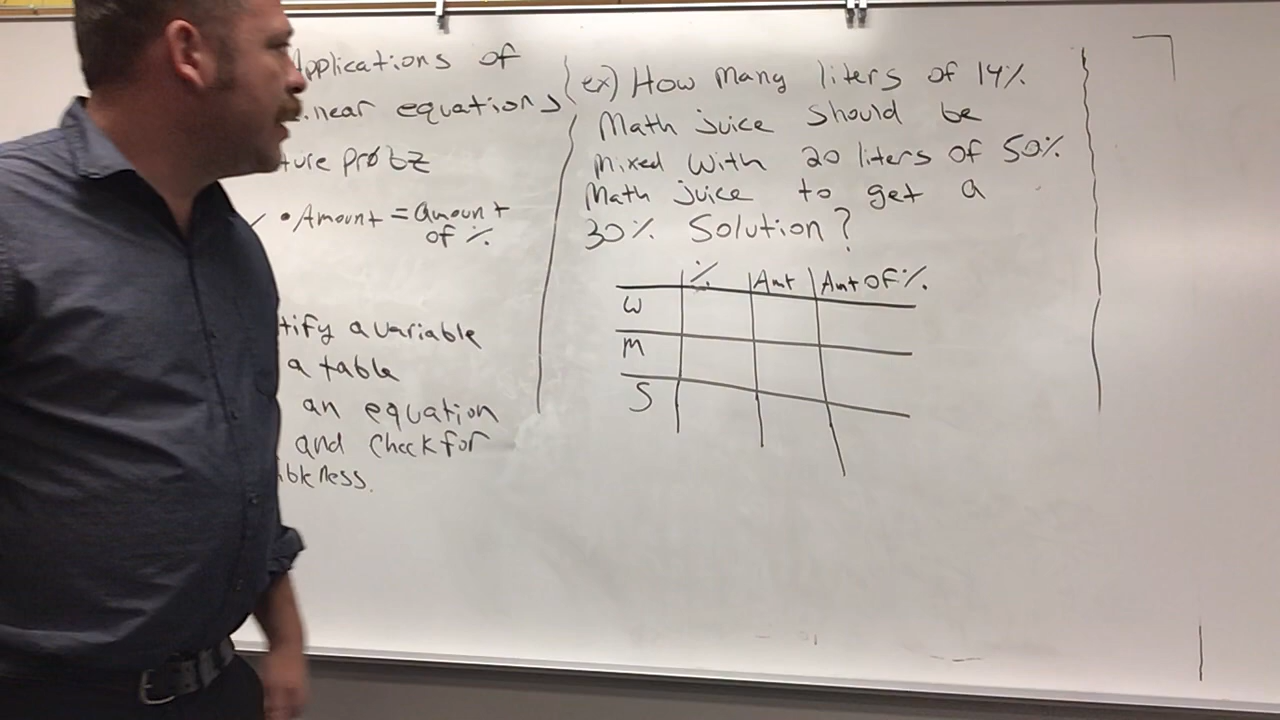 Applications of
near equations
ture probz
% • Amount = amount
of %
tify a variable
a table
an equation
and check for
ness.
ex) How many liters of 14%
Math juice should be
mixed with 20 liters of 50%
Math juice to get a
30% Solution?
% Amt Amt of %
W
M
S